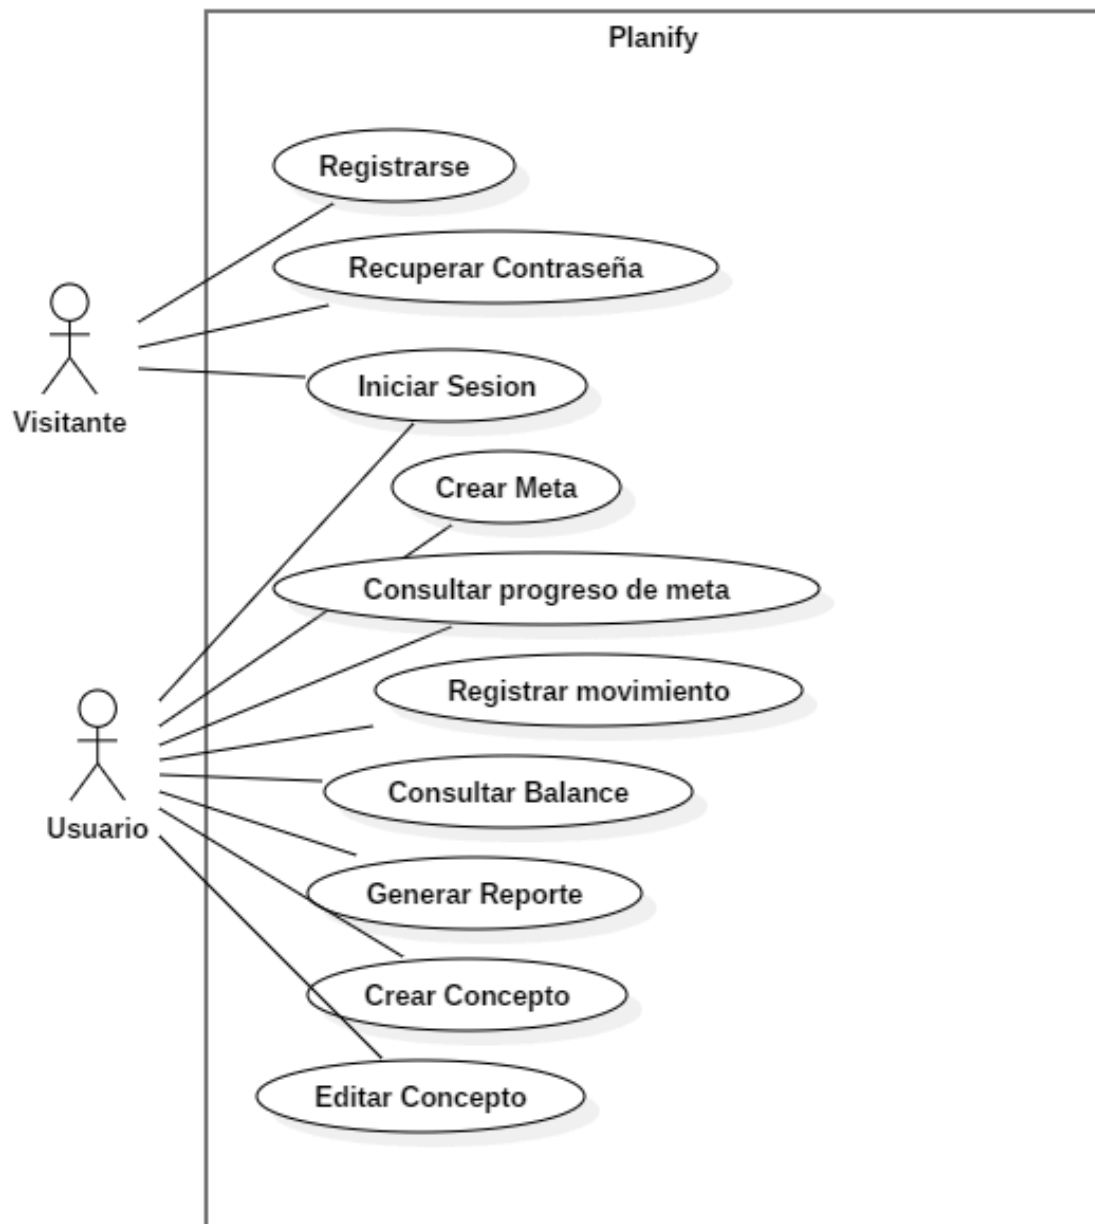 Planify
Registrarse
Recuperar Contraseña
Iniciar Sesion
Visitante
Crear Meta
Consultar progreso de meta
Registrar movimiento
Consultar Balance
Usuario
Generar Reporte
Crear Concepto
Editar Concepto